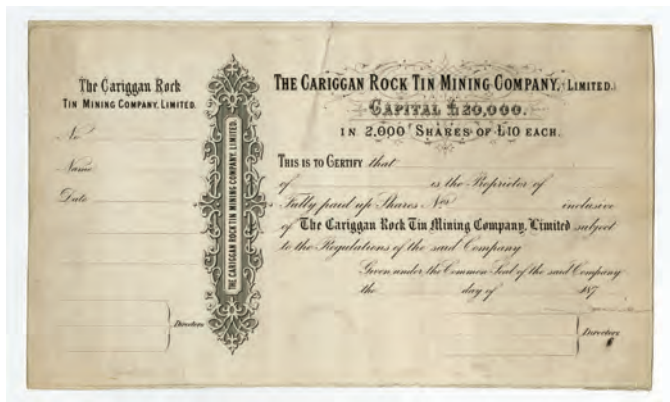 The Cariggan Rock
TIN MINING COMPANY, LIMITED.
No
Name
Date
Directors
THE CARIGGAN ROCK TIN MINING COMPANY, LIMITED.
THE CARIGGAN ROCK TIN MINING COMPANY, (LIMITED.)
CAPITAL £20,000.
IN 2,000 SHARES OF £10 EACH.
THIS IS TO CERTIFY that
of is the Proprietor of
Fully paid up Shares Nos inclusive
of The Cariggan Rock Tin Mining Company, Limited subject
to the Regulations of the said Company
Given under the Common Seal of the said Company
the day of 187
Directors